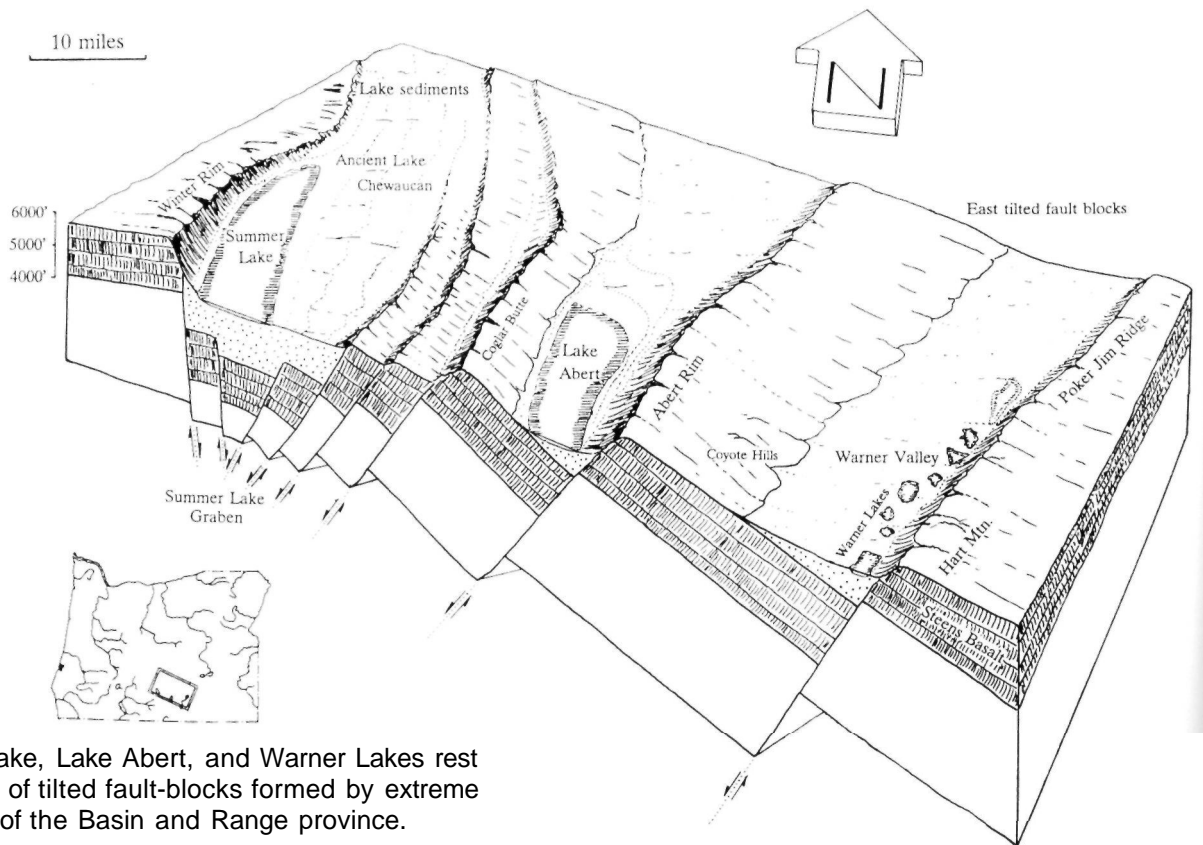 10 miles
N
Lake sediments
Winter Rim
Ancient Lake
Chewaucan
East tilted fault blocks
6000'
5000'
4000'
Summer
Lake
Coglan Butte
Lake
Abert
Abert Rim
Poker Jim Ridge
Coyote Hills
Warner Valley
Warner Lakes
Hart Mtn.
Steens Basalt
Summer Lake
Graben
ake, Lake Abert, and Warner Lakes rest
of tilted fault-blocks formed by extreme
of the Basin and Range province.